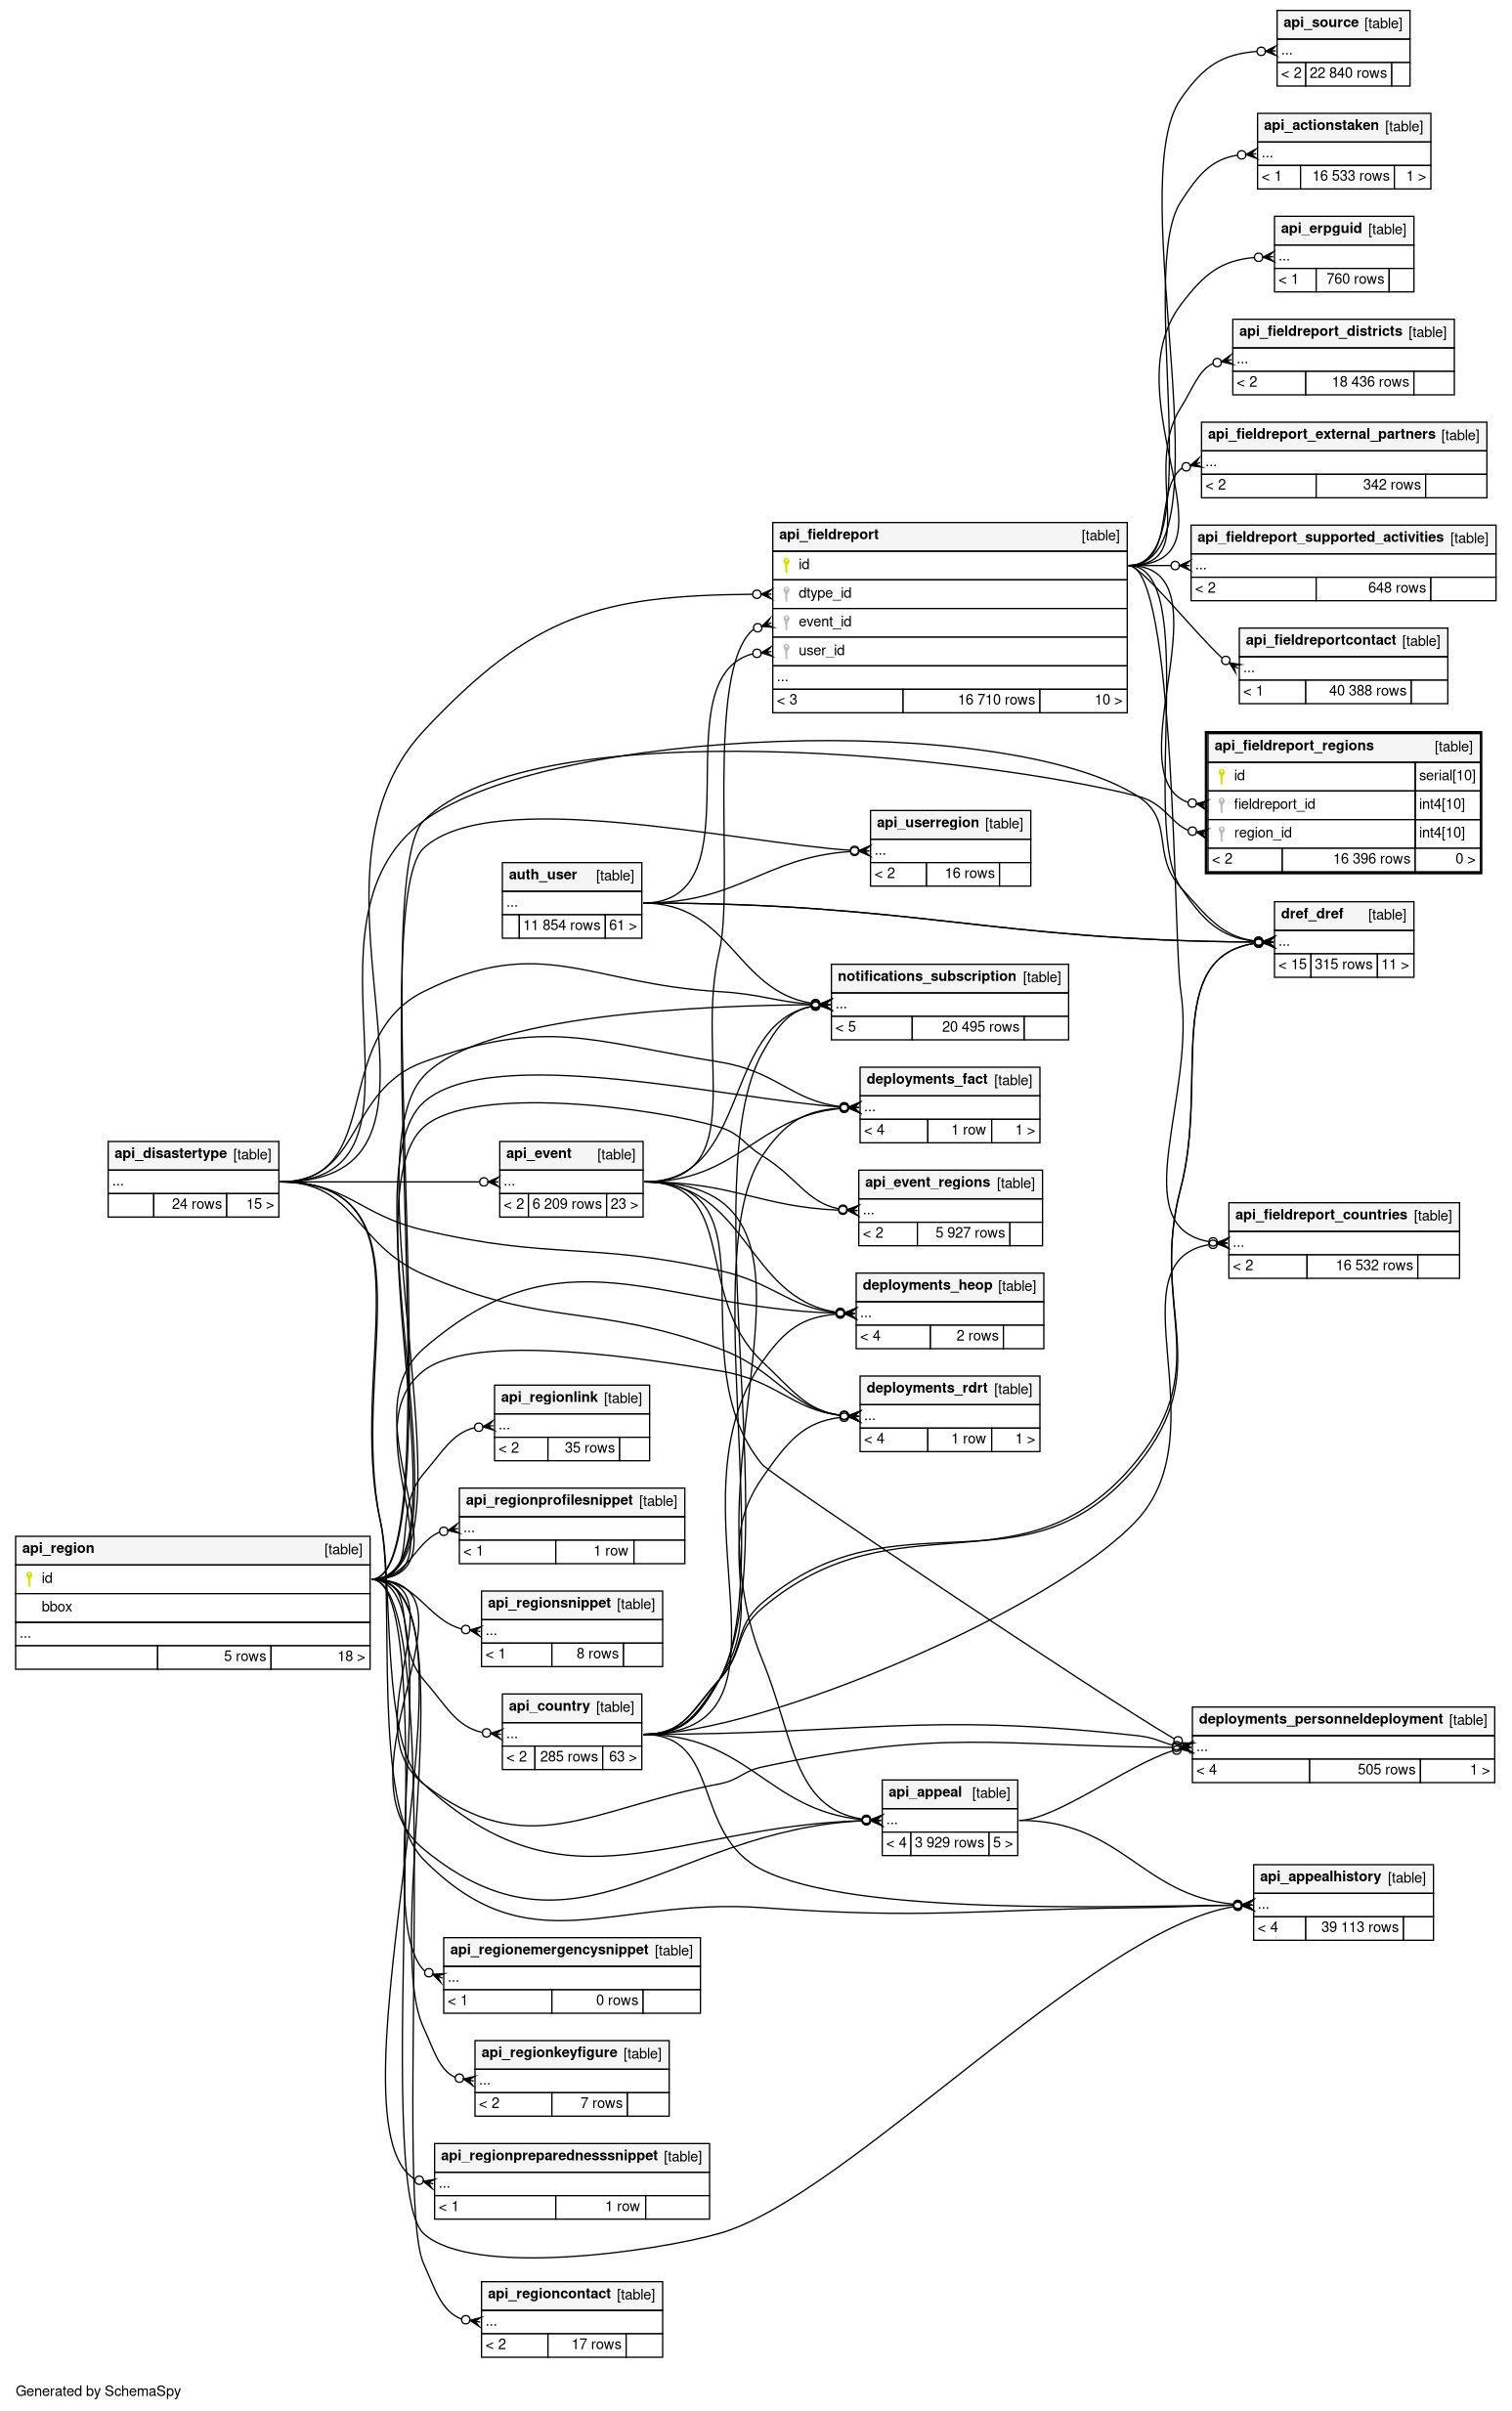 api_source [table]
...
< 2 22 840 rows
api_actionstaken [table]
...
< 1 16 533 rows 1 >
api_erpguid [table]
...
< 1 760 rows
api_fieldreport_districts [table]
...
< 2 18 436 rows
api_fieldreport_external_partners [table]
...
< 2 342 rows
api_fieldreport [table]
id
dtype_id
event_id
user_id
...
< 3 16 710 rows 10 >
api_fieldreport_supported_activities [table]
...
< 2 648 rows
api_fieldreportcontact [table]
...
< 1 40 388 rows
api_fieldreport_regions [table]
id serial[10]
fieldreport_id int4[10]
region_id int4[10]
< 2 16 396 rows 0 >
api_userregion [table]
...
< 2 16 rows
auth_user [table]
...
11 854 rows 61 >
dref_dref [table]
...
< 15 315 rows 11 >
notifications_subscription [table]
...
< 5 20 495 rows
deployments_fact [table]
...
< 4 1 row 1 >
api_disastertype [table]
...
24 rows 15 >
api_event [table]
...
< 2 6 209 rows 23 >
api_event_regions [table]
...
< 2 5 927 rows
api_fieldreport_countries [table]
...
< 2 16 532 rows
deployments_heop [table]
...
< 4 2 rows
deployments_rdrt [table]
...
< 4 1 row 1 >
api_regionlink [table]
...
< 2 35 rows
api_regionprofilesnippet [table]
...
< 1 1 row
api_region [table]
id
bbox
...
5 rows 18 >
api_regionsnippet [table]
...
< 1 8 rows
api_country [table]
...
< 2 285 rows 63 >
deployments_personneldeployment [table]
...
< 4 505 rows 1 >
api_appeal [table]
...
< 4 3 929 rows 5 >
api_appealhistory [table]
...
< 4 39 113 rows
api_regionemergencysnippet [table]
...
< 1 0 rows
api_regionkeyfigure [table]
...
< 2 7 rows
api_regionpreparednesssnippet [table]
...
< 1 1 row
api_regioncontact [table]
...
< 2 17 rows
Generated by SchemaSpy